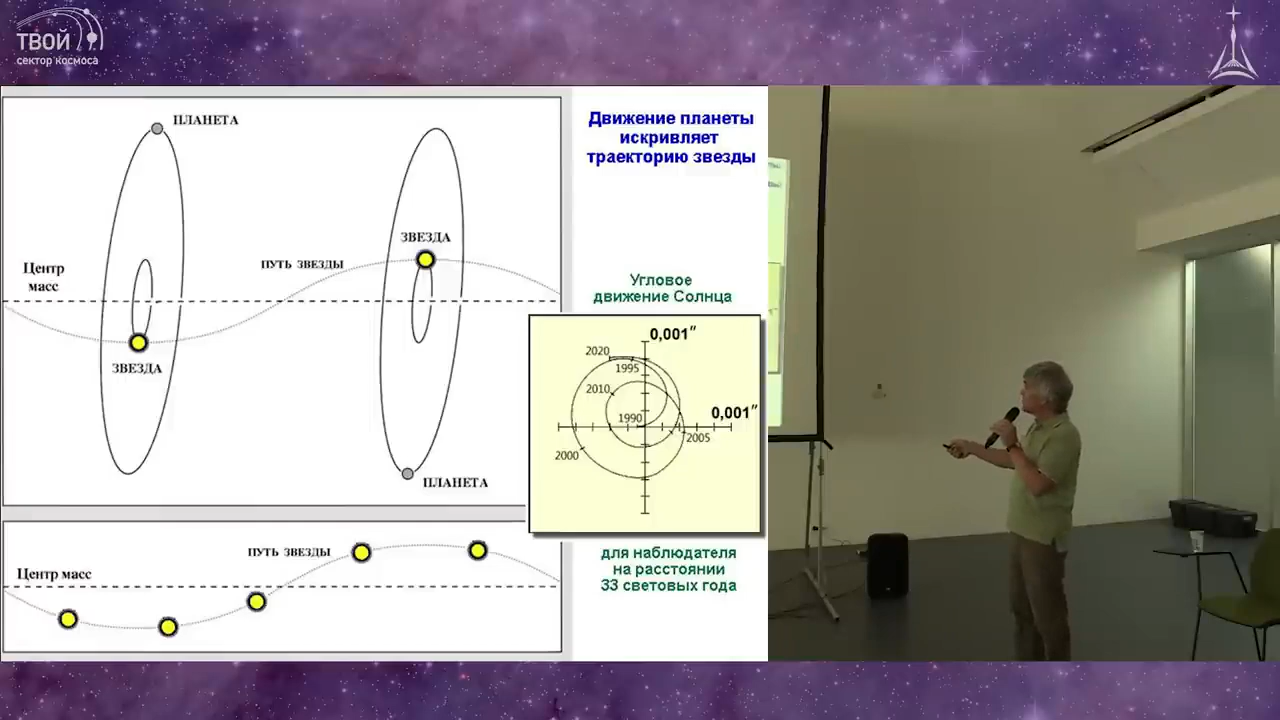 ТВОЙ
сектор космоса
ПЛАНЕТА
Центр
масс
ЗВЕЗДА
ПУТЬ ЗВЕЗДЫ
ЗВЕЗДА
ПЛАНЕТА
ПУТЬ ЗВЕЗДЫ
Центр масс
Движение планеты
искривляет
траекторию звезды
Угловое
движение Солнца
0,001″
2020
1995
2010
1990
0,001″
2005
2000
для наблюдателя
на расстоянии
33 световых года